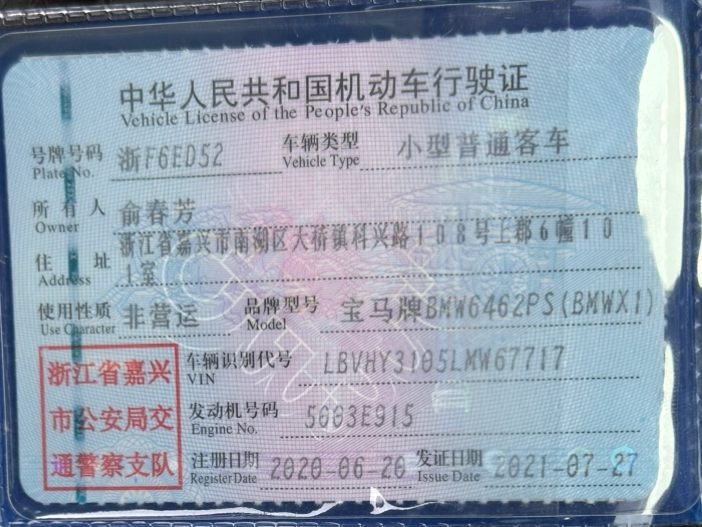 中华人民共和国机动车行驶证
Vehicle License of the People's Republic of China
号牌号码 浙F6ED52 车辆类型 小型普通客车
Plate No. Vehicle Type
所有人 俞春芳
Owner
浙江省嘉兴市南湖区大桥镇科兴路108号上郡6幢10
住址 1室
Address
使用性质 非营运 品牌型号 宝马牌BMW6462PS(BMWX1)
Use Character Model
浙江省嘉兴 车辆识别代号 LBVHY3105LMW67717
VIN
市公安局交 发动机号码 5003E915
Engine No.
通警察支队 注册日期 2020-06-20 发证日期 2021-07-27
Register Date Issue Date